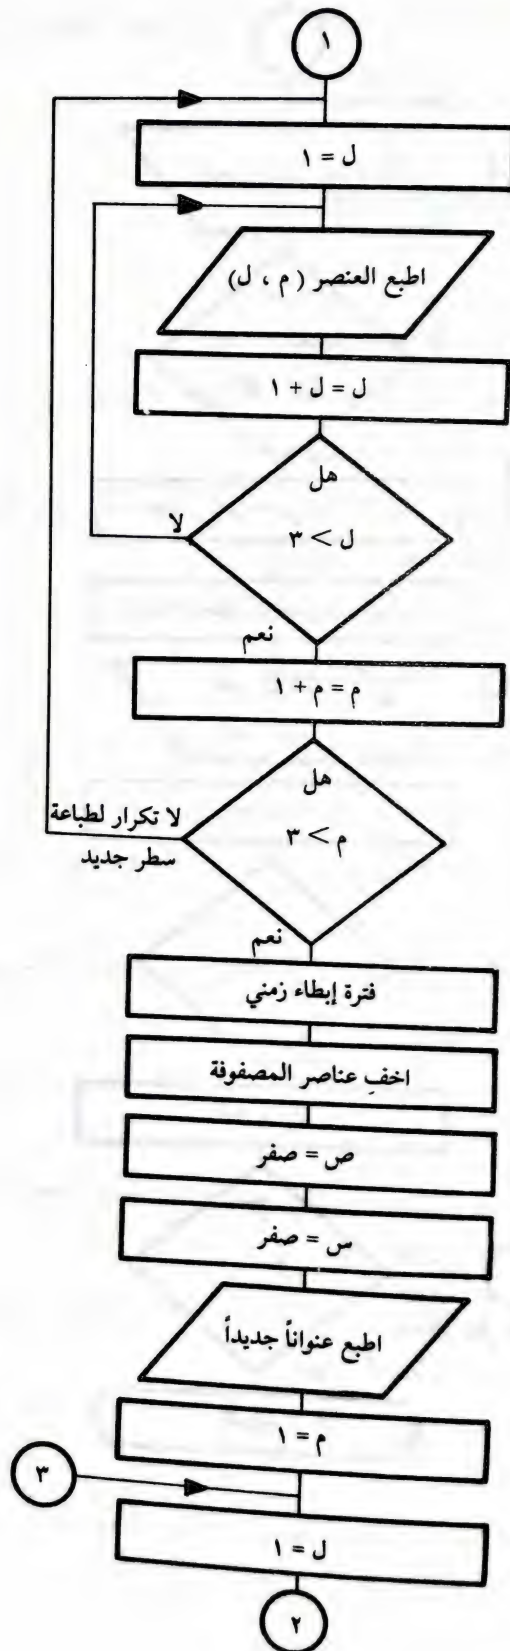 ١
ل = ١
اطبع العنصر (م ، ل)
ل = ل + ١
هل
ل > ٣
لا
نعم
م = م + ١
هل
م > ٣
لا تكرار لطباعة
سطر جديد
نعم
فترة إبطاء زمني
اخفِ عناصر المصفوفة
ص = صفر
س = صفر
اطبع عنواناً جديداً
م = ١
٣
ل = ١
٢